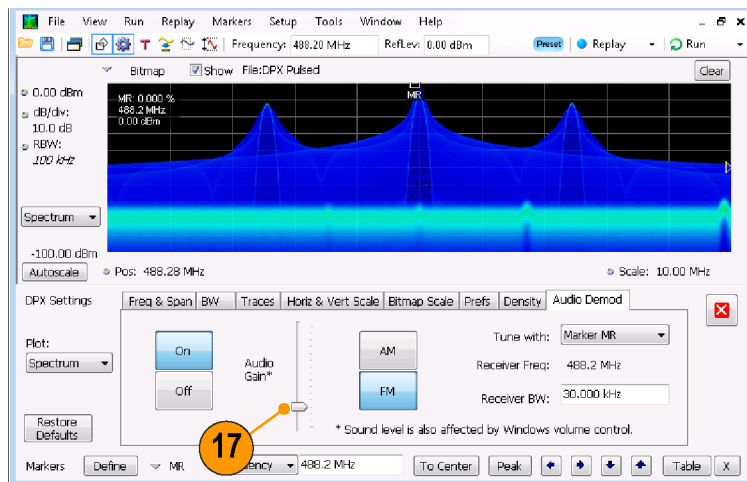 File View Run Replay Markers Setup Tools Window Help
T Frequency: 488.20 MHz RefLev: 0.00 dBm Preset Replay Run
Bitmap Show File:DPX Pulsed Clear
0.00 dBm
dB/div:
10.0 dB
RBW:
100 kHz
MR: 0.000 %
488.2 MHz
0.00 dBm
MR
Spectrum
-100.00 dBm
Autoscale Pos: 488.28 MHz Scale: 10.00 MHz
DPX Settings Freq & Span BW Traces Horiz & Vert Scale Bitmap Scale Prefs Density Audio Demod
Plot:
Spectrum
On
Off
Audio
Gain*
AM
FM
Tune with: Marker MR
Receiver Freq: 488.2 MHz
Receiver BW: 30.000 kHz
* Sound level is also affected by Windows volume control.
Restore
Defaults
17
Markers Define MR 488.2 MHz To Center Peak Table X